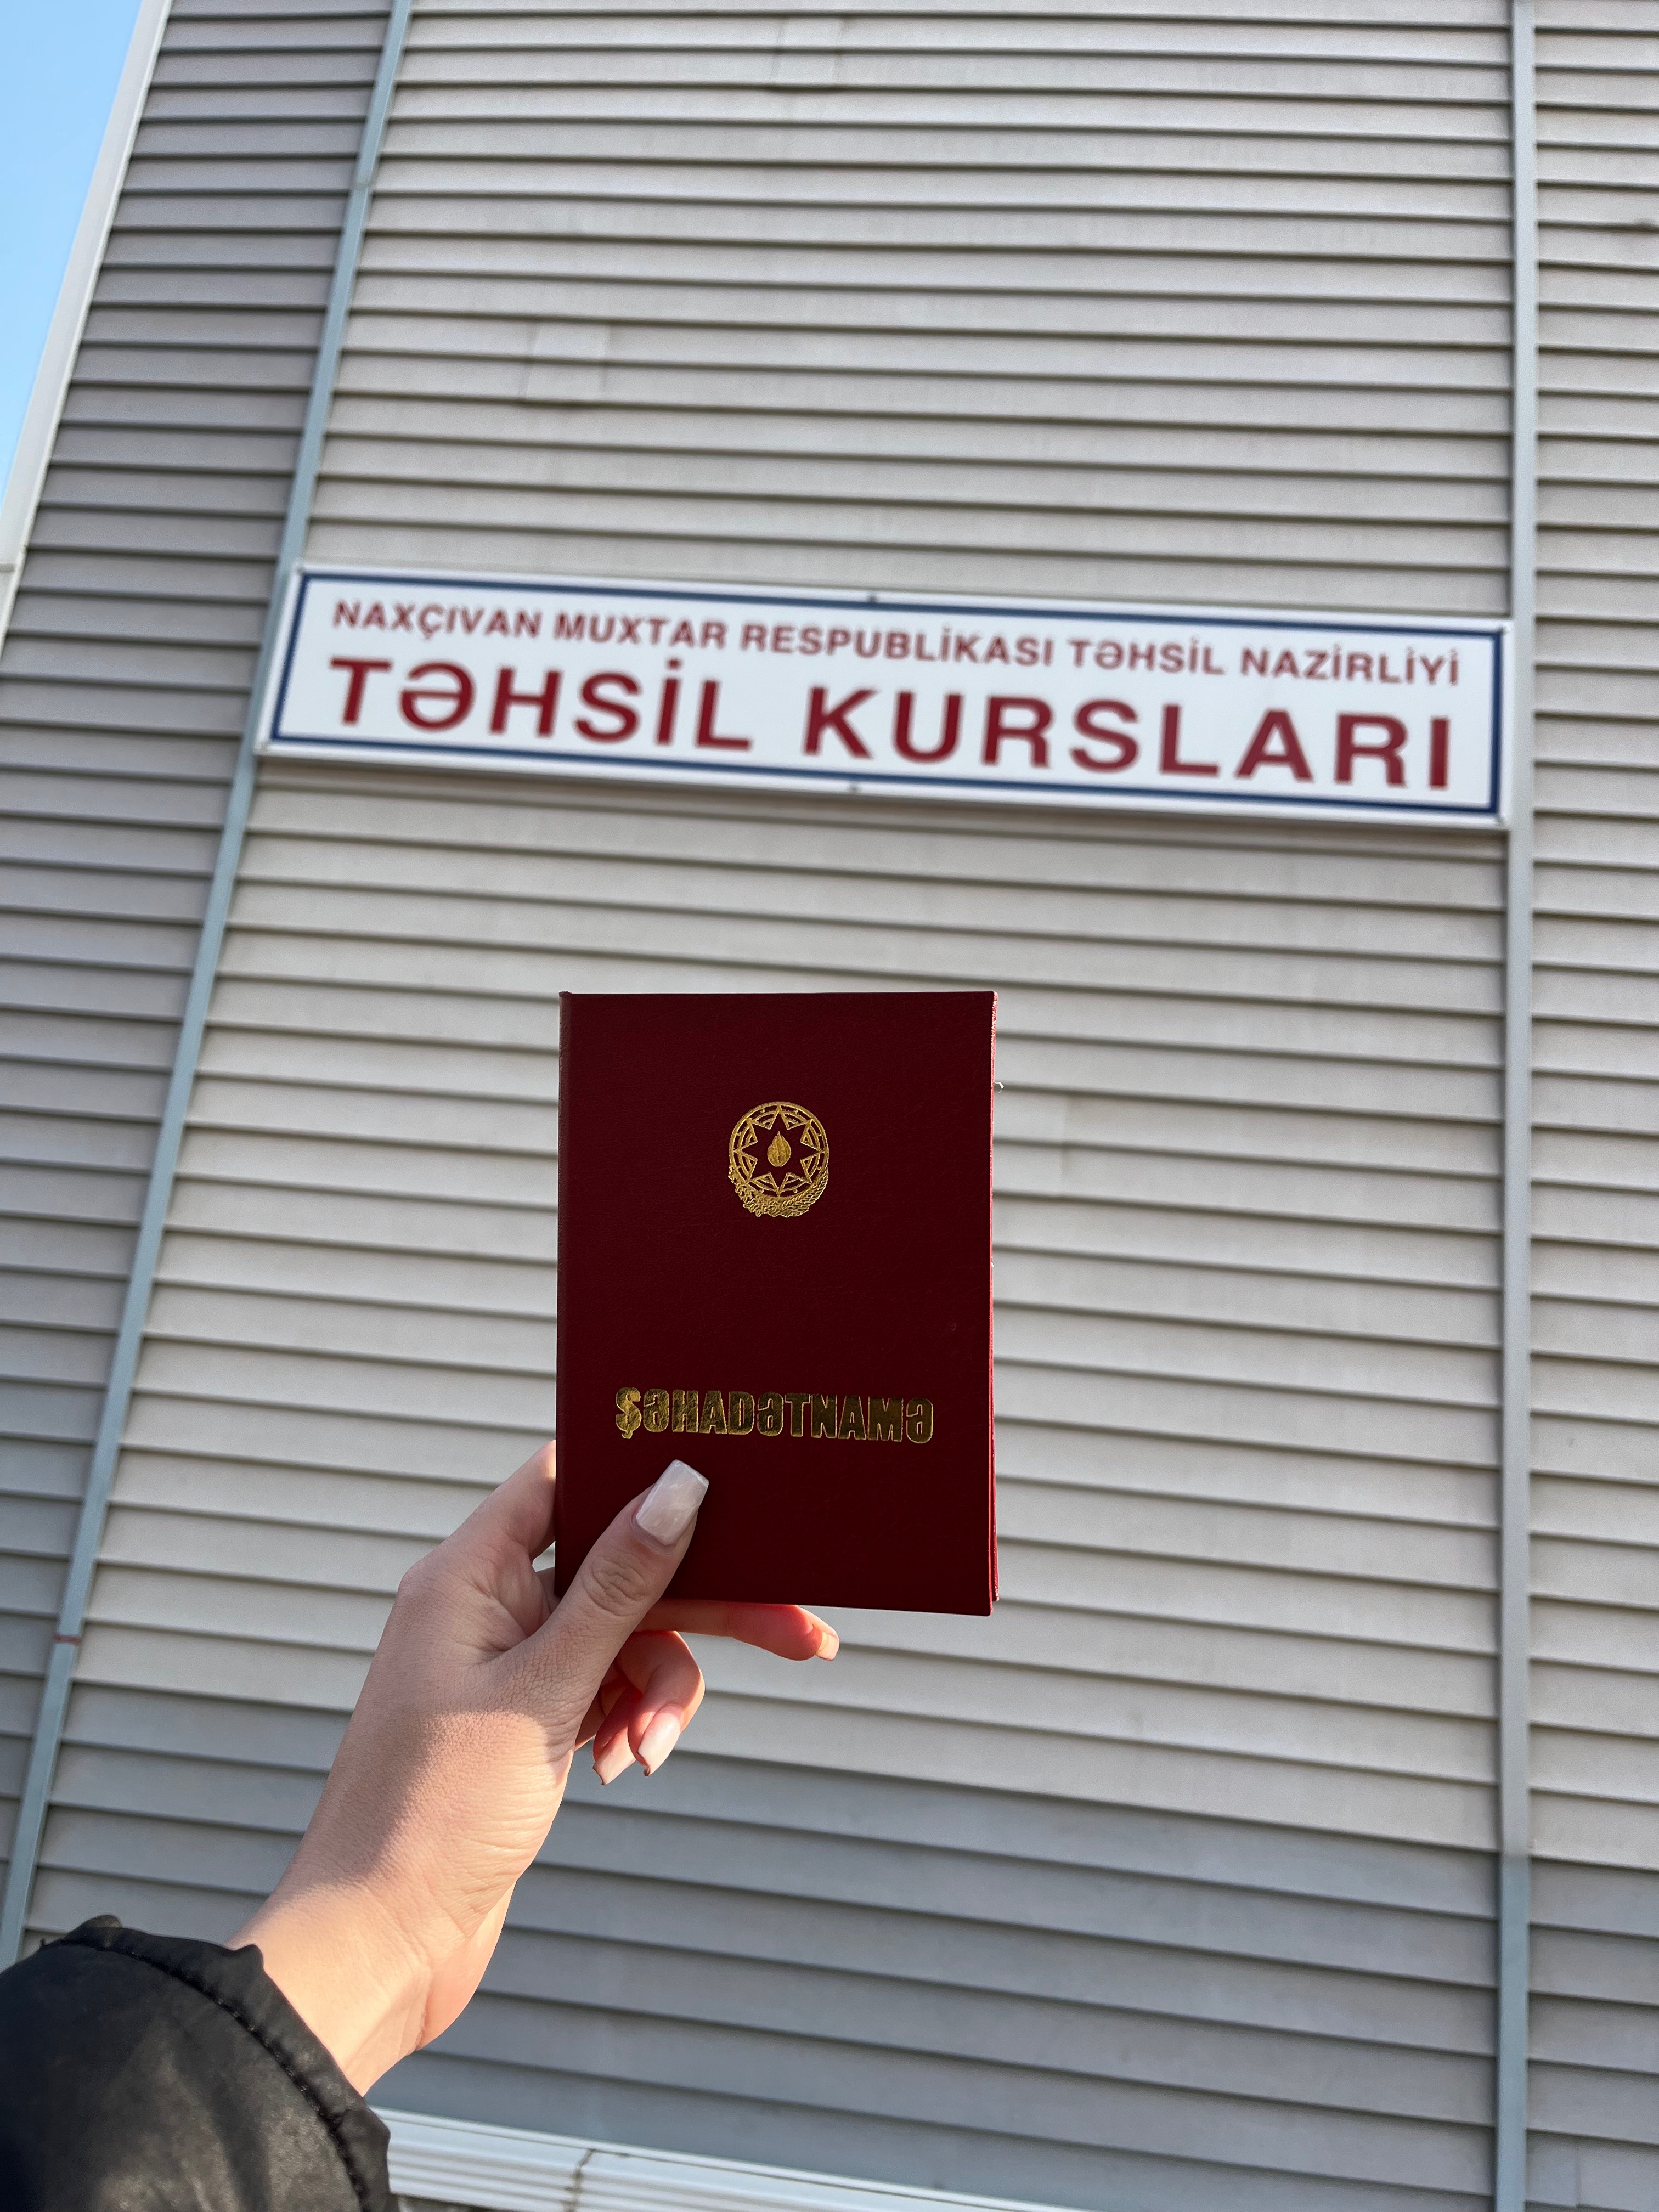 NAXÇIVAN MUXTAR RESPUBLİKASI TƏHSİL NAZİRLİYİ
TƏHSİL KURSLARI
ŞƏHADƏTNAMƏ